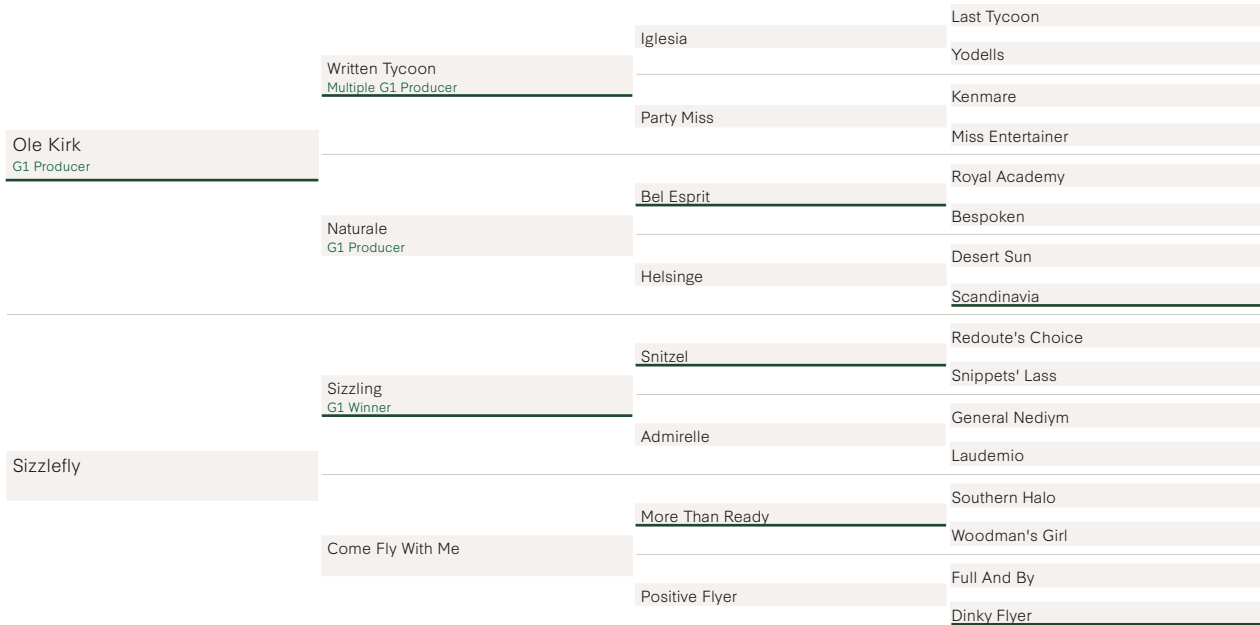 Ole Kirk
G1 Producer
Written Tycoon
Multiple G1 Producer
Iglesia
Last Tycoon
Yodells
Party Miss
Kenmare
Miss Entertainer
Naturale
G1 Producer
Bel Esprit
Royal Academy
Bespoken
Helsinge
Desert Sun
Scandinavia
Sizzlefly
Sizzling
G1 Winner
Snitzel
Redoute's Choice
Snippets' Lass
Admirelle
General Nediym
Laudemio
Come Fly With Me
More Than Ready
Southern Halo
Woodman's Girl
Positive Flyer
Full And By
Dinky Flyer